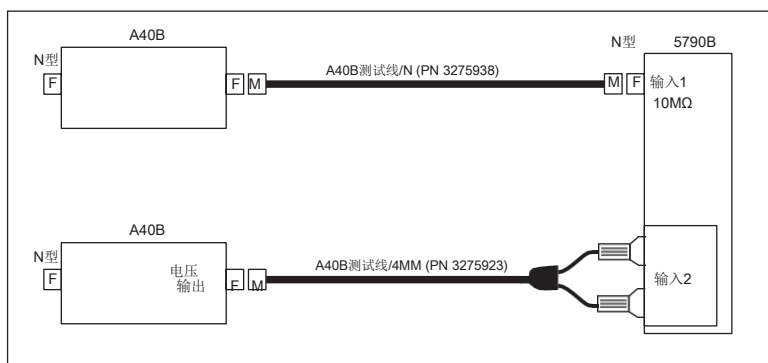 A40B
N型
F
F
M
A40B测试线/N (PN 3275938)
N型
M
F
5790B
输入1
10MΩ
A40B
N型
F
电压
输出
F
M
A40B测试线/4MM (PN 3275923)
输入2